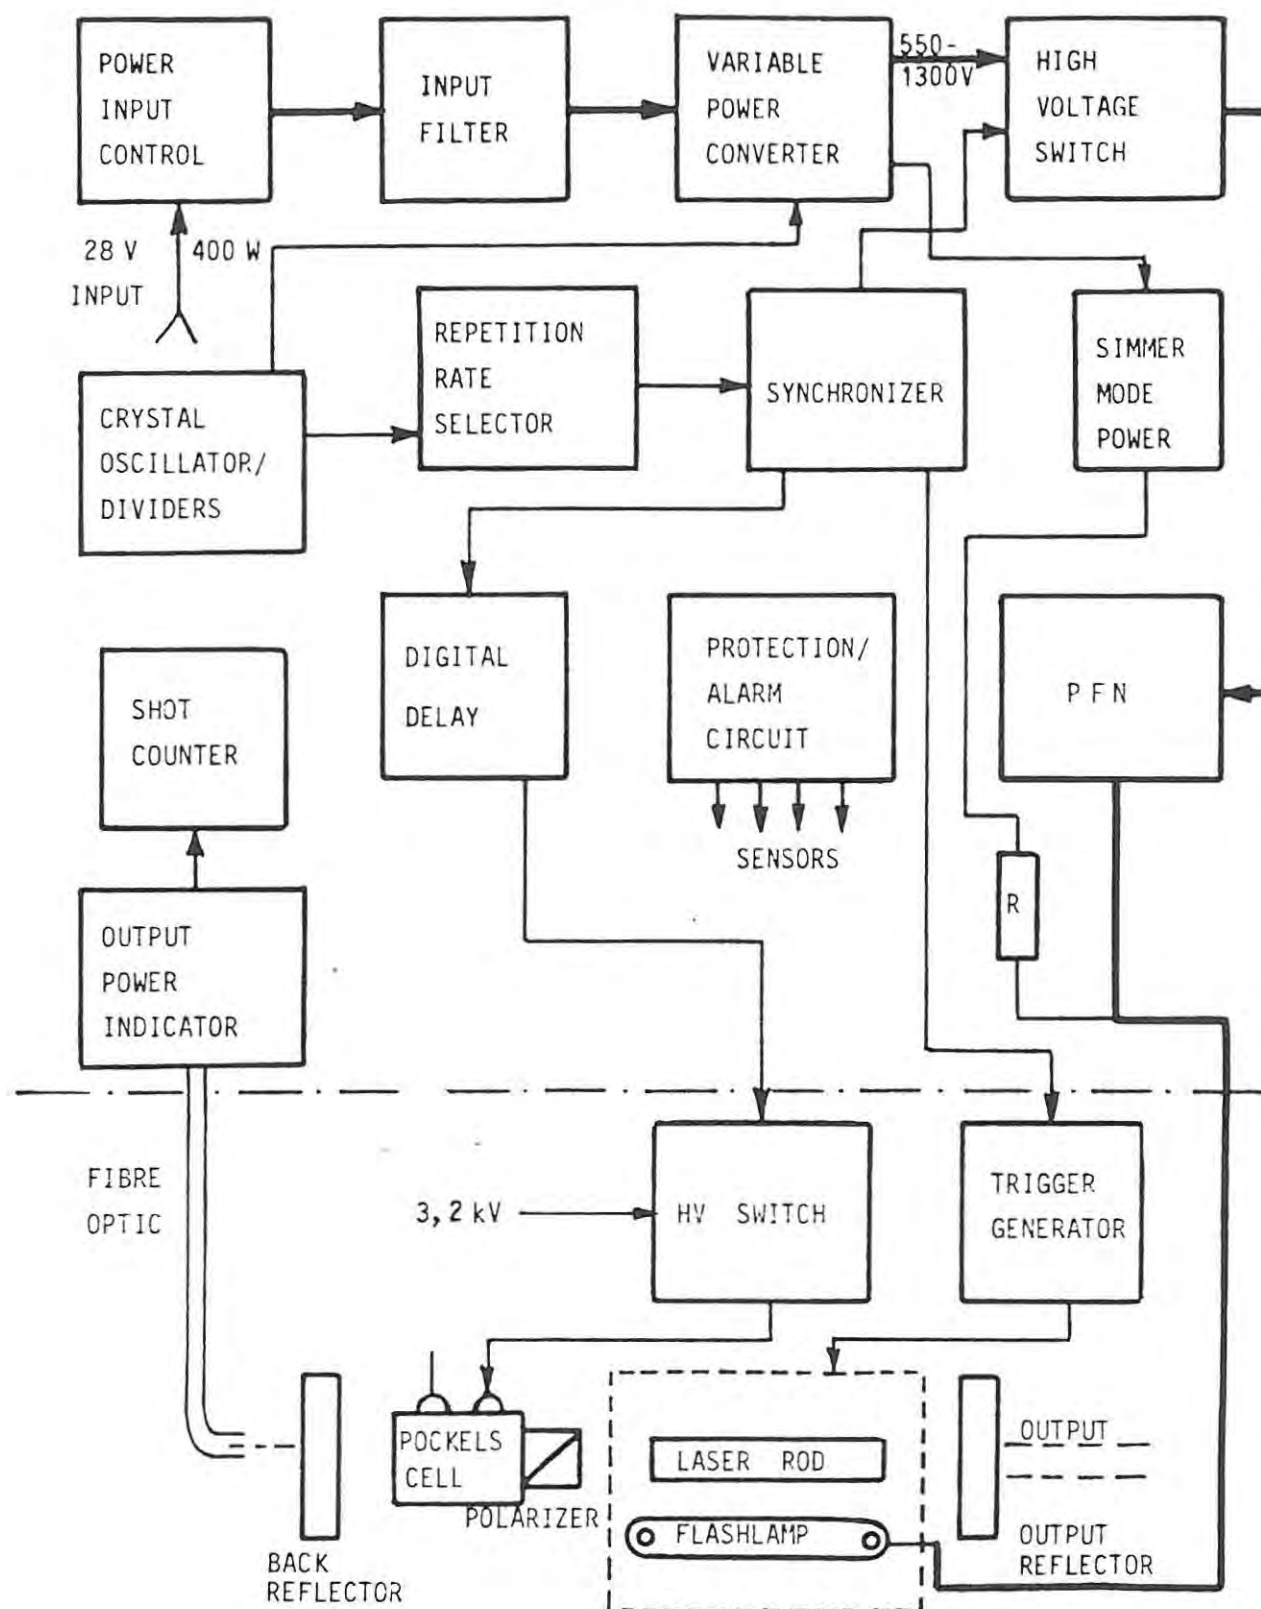 POWER
INPUT
CONTROL
INPUT
FILTER
VARIABLE
POWER
CONVERTER
550-
1300V
HIGH
VOLTAGE
SWITCH
28 V
INPUT
400 W
CRYSTAL
OSCILLATOR/
DIVIDERS
REPETITION
RATE
SELECTOR
SYNCHRONIZER
SIMMER
MODE
POWER
SHOT
COUNTER
DIGITAL
DELAY
PROTECTION/
ALARM
CIRCUIT
SENSORS
PFN
R
OUTPUT
POWER
INDICATOR
FIBRE
OPTIC
3,2 kV
HV SWITCH
TRIGGER
GENERATOR
BACK
REFLECTOR
POCKELS
CELL
POLARIZER
LASER ROD
FLASHLAMP
OUTPUT
OUTPUT
REFLECTOR